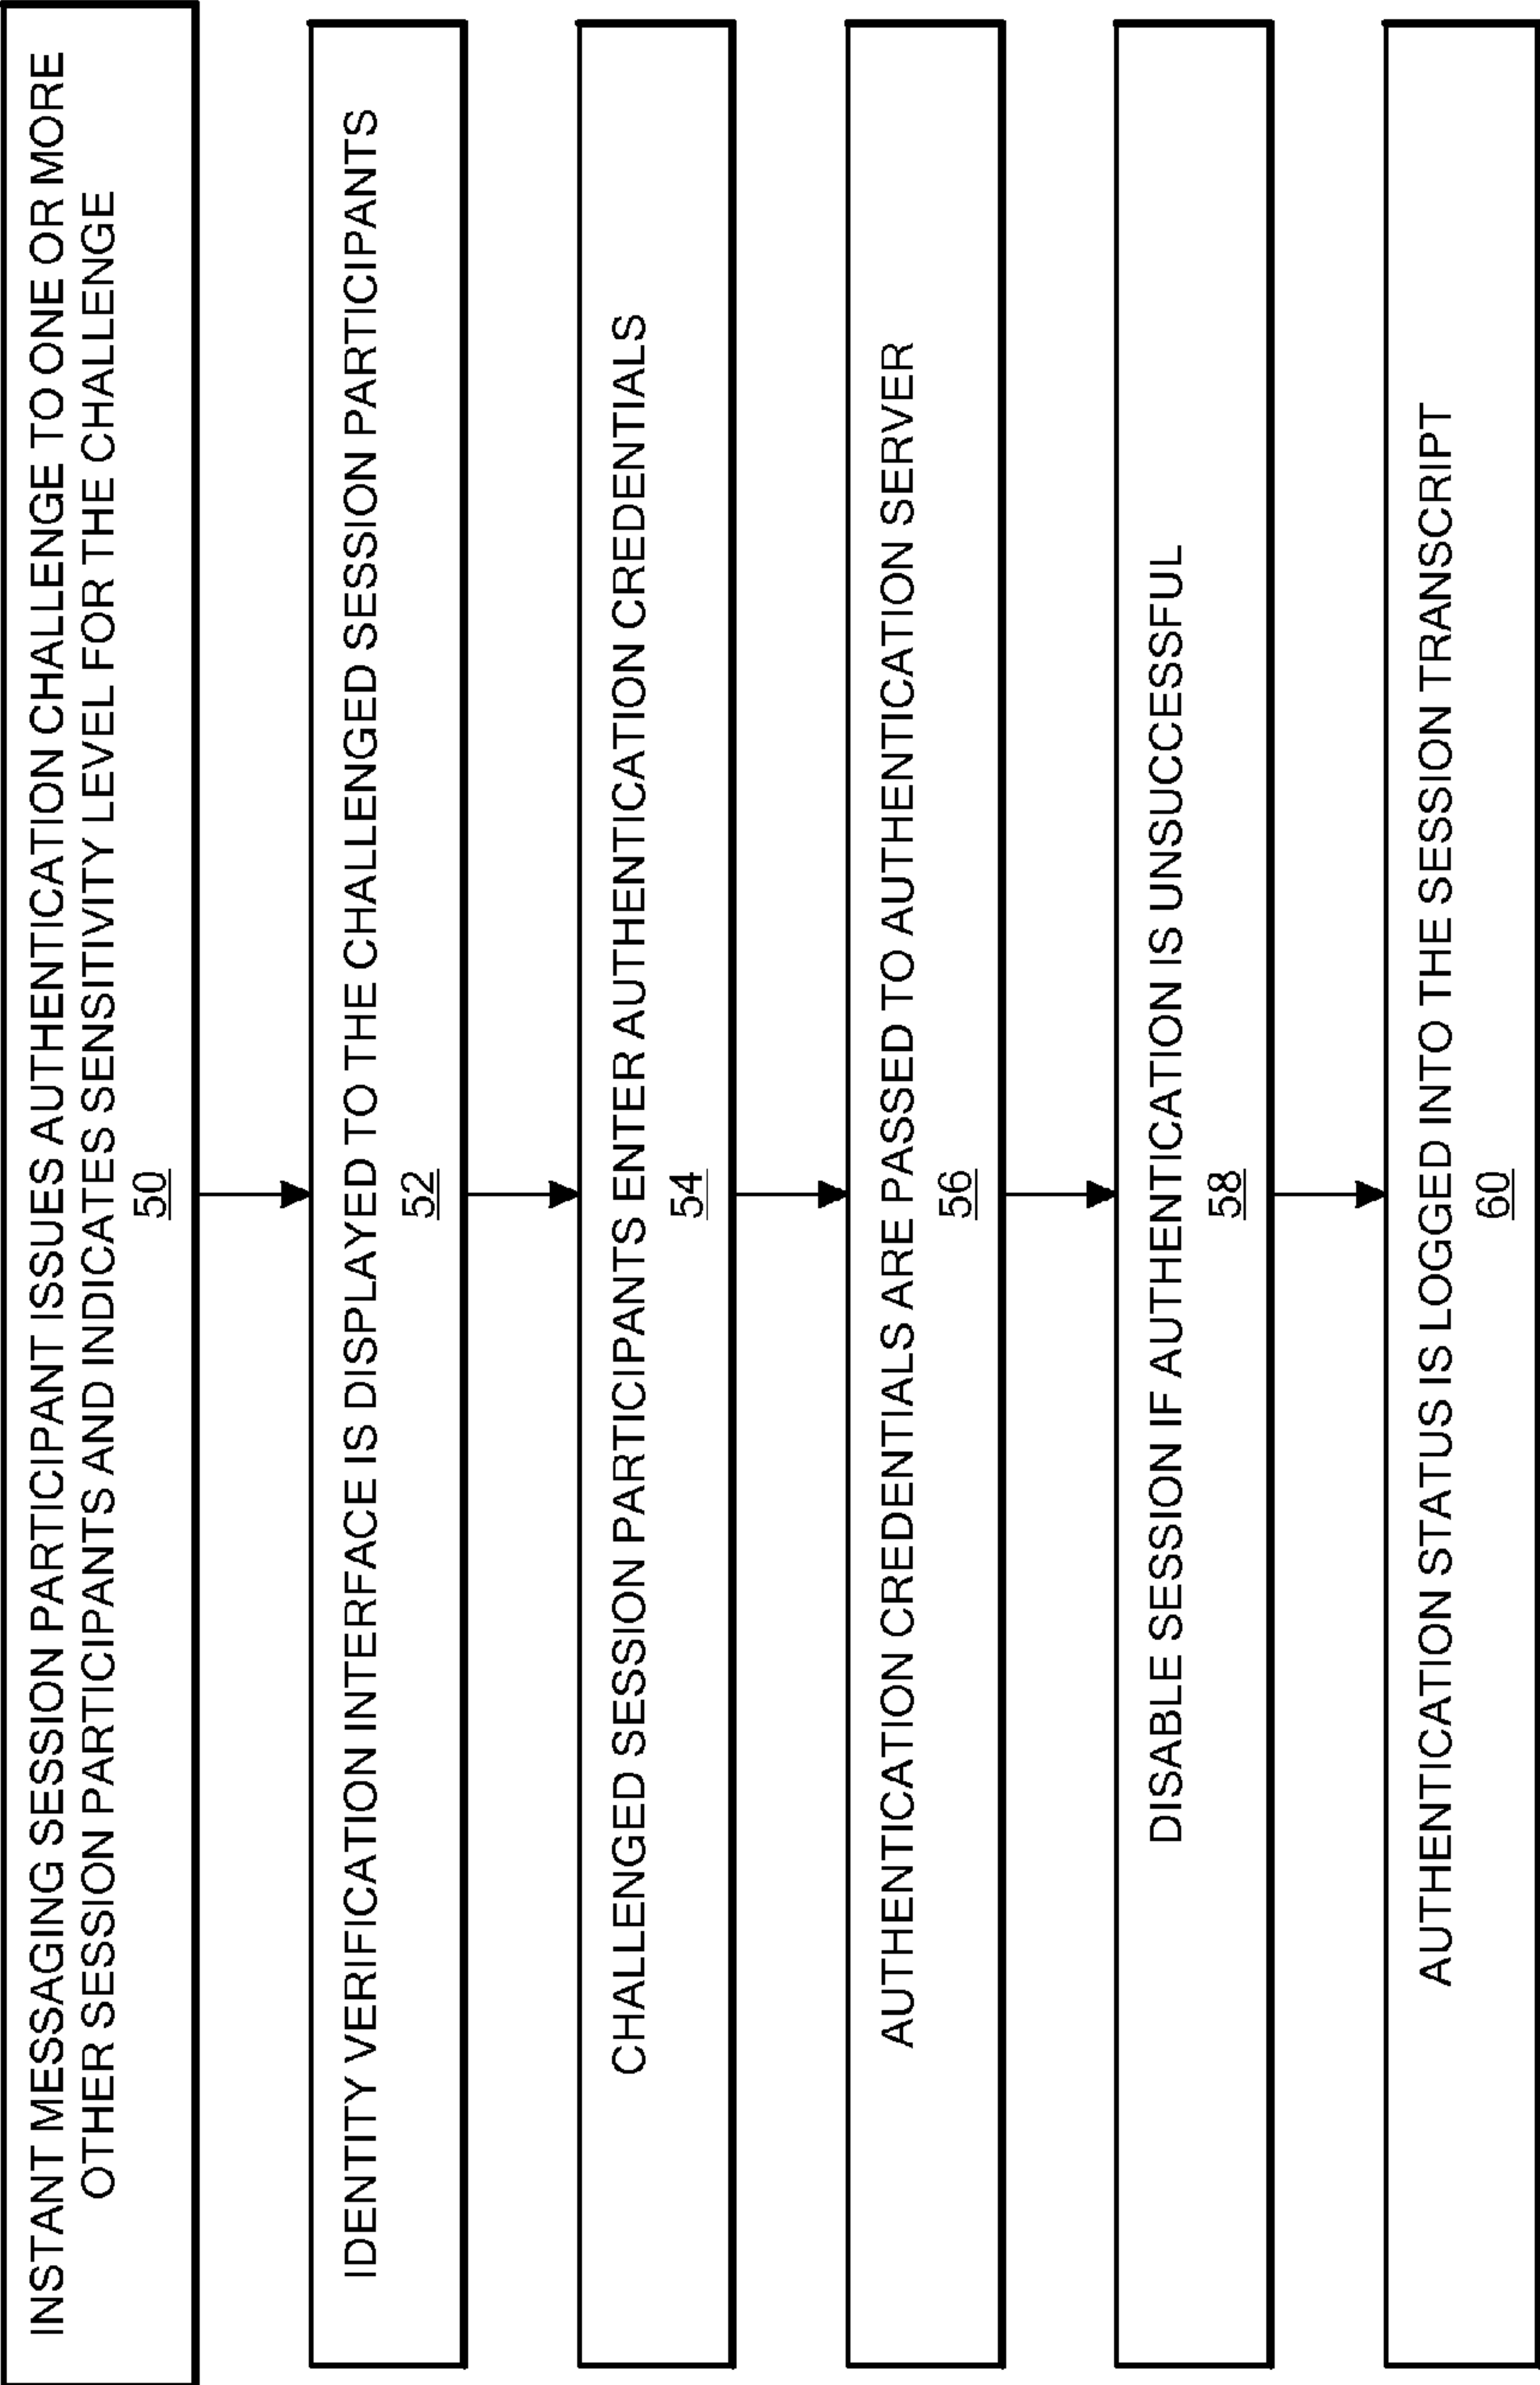 INSTANT MESSAGING SESSION PARTICIPANT ISSUES AUTHENTICATION CHALLENGE TO ONE OR MORE
OTHER SESSION PARTICIPANTS AND INDICATES SENSITIVITY LEVEL FOR THE CHALLENGE
50
IDENTITY VERIFICATION INTERFACE IS DISPLAYED TO THE CHALLENGED SESSION PARTICIPANTS
52
CHALLENGED SESSION PARTICIPANTS ENTER AUTHENTICATION CREDENTIALS
54
AUTHENTICATION CREDENTIALS ARE PASSED TO AUTHENTICATION SERVER
56
DISABLE SESSION IF AUTHENTICATION IS UNSUCCESSFUL
58
AUTHENTICATION STATUS IS LOGGED INTO THE SESSION TRANSCRIPT
60